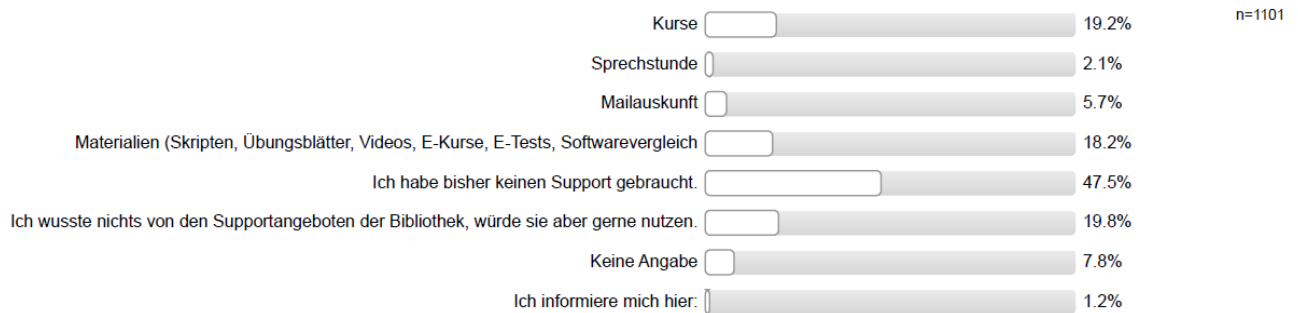 Kurse 19.2% n=1101
Sprechstunde 2.1%
Mailauskunft 5.7%
Materialien (Skripten, Übungsblätter, Videos, E-Kurse, E-Tests, Softwarevergleich 18.2%
Ich habe bisher keinen Support gebraucht. 47.5%
Ich wusste nichts von den Supportangeboten der Bibliothek, würde sie aber gerne nutzen. 19.8%
Keine Angabe 7.8%
Ich informiere mich hier: 1.2%